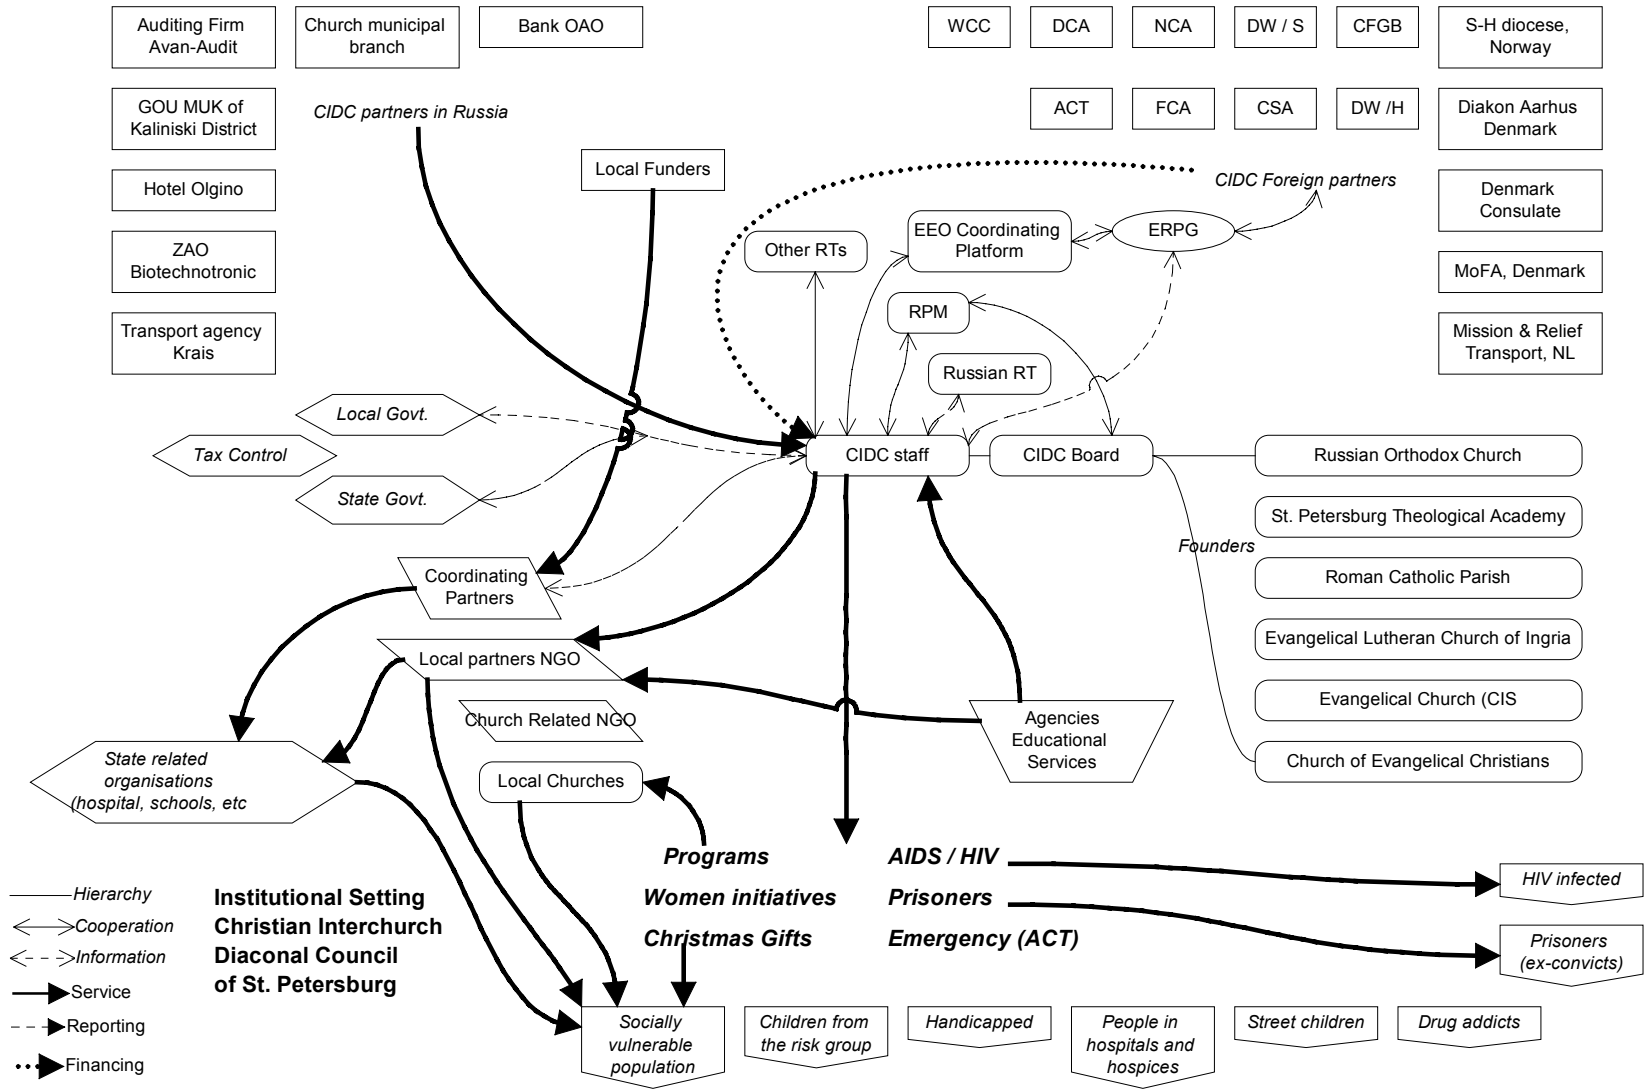 Auditing Firm
Avan-Audit
Church municipal
branch
Bank OAO
WCC
DCA
NCA
DW / S
CFGB
S-H diocese,
Norway
GOU MUK of
Kaliniski District
CIDC partners in Russia
ACT
FCA
CSA
DW /H
Diakon Aarhus
Denmark
Local Funders
Hotel Olgino
CIDC Foreign partners
Denmark
Consulate
ZAO
Biotechnotronic
Other RTs
EEO Coordinating
Platform
ERPG
MoFA, Denmark
Transport agency
Krais
RPM
Mission & Relief
Transport, NL
Russian RT
Local Govt.
Tax Control
State Govt.
CIDC staff
CIDC Board
Russian Orthodox Church
St. Petersburg Theological Academy
Founders
Roman Catholic Parish
Evangelical Lutheran Church of Ingria
Evangelical Church (CIS
Church of Evangelical Christians
Coordinating
Partners
Local partners NGO
Church Related NGO
Agencies
Educational
Services
State related
organisations
(hospital, schools, etc
Local Churches
Programs
Women initiatives
Christmas Gifts
AIDS / HIV
Prisoners
Emergency (ACT)
HIV infected
Prisoners
(ex-convicts)
Hierarchy
Cooperation
Information
Service
Reporting
Financing
Institutional Setting
Christian Interchurch
Diaconal Council
of St. Petersburg
Socially
vulnerable
population
Children from
the risk group
Handicapped
People in
hospitals and
hospices
Street children
Drug addicts